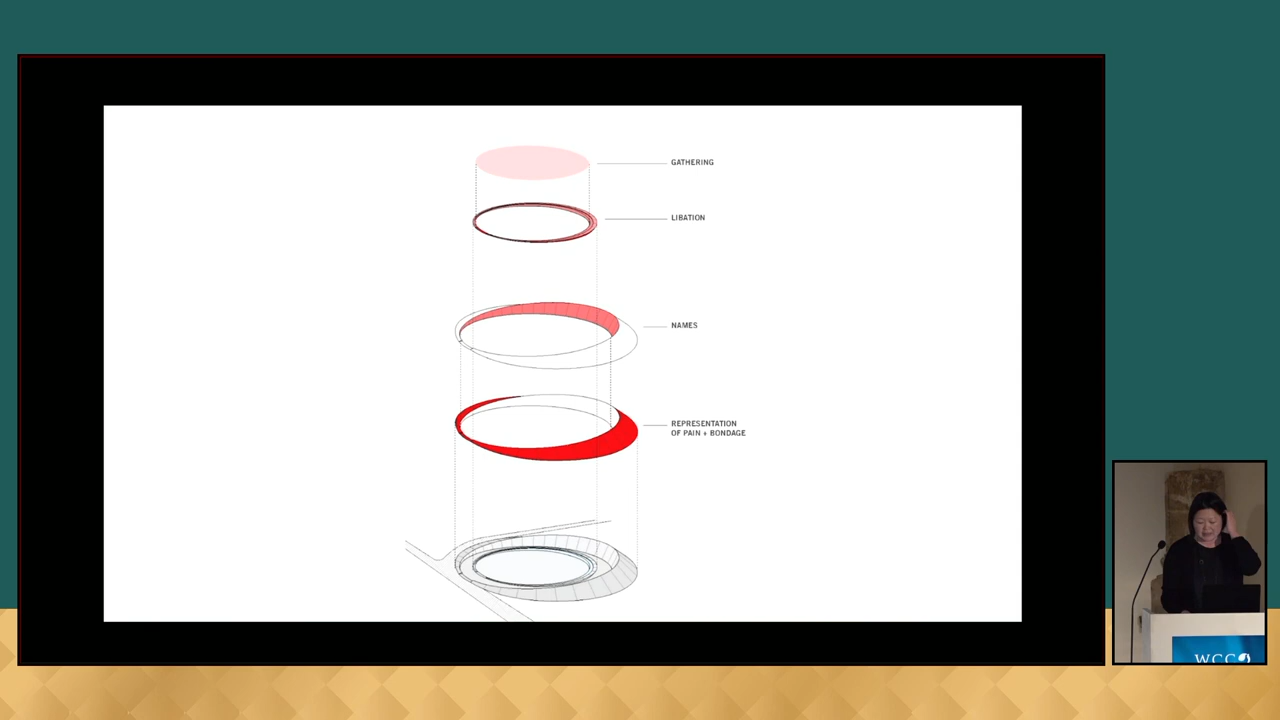 GATHERING
LIBATION
NAMES
REPRESENTATION
OF PAIN + BONDAGE
WCC